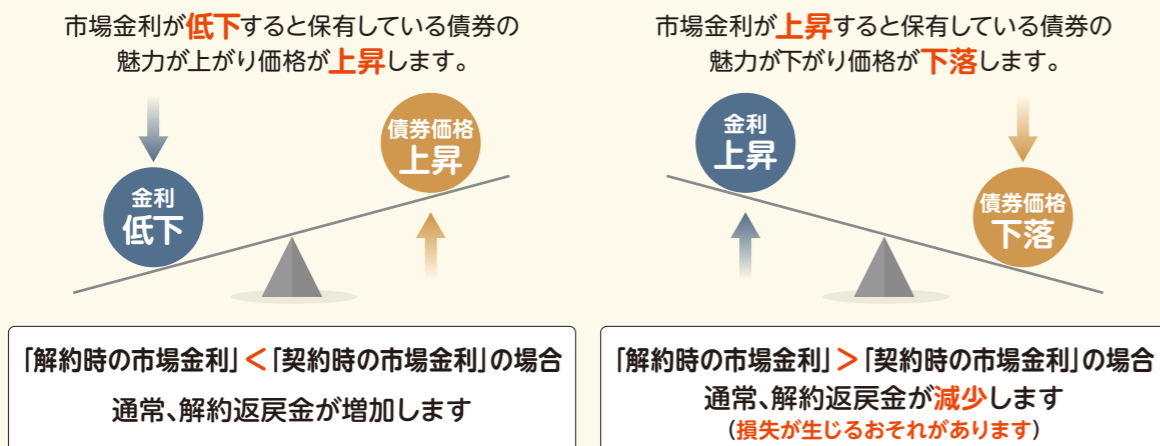 市場金利が低下すると保有している債券の
魅力が上がり価格が上昇します。
金利
低下
債券価格
上昇
「解約時の市場金利」<「契約時の市場金利」の場合
通常、解約返戻金が増加します
市場金利が上昇すると保有している債券の
魅力が下がり価格が下落します。
金利
上昇
債券価格
下落
「解約時の市場金利」>「契約時の市場金利」の場合
通常、解約返戻金が減少します
(損失が生じるおそれがあります)